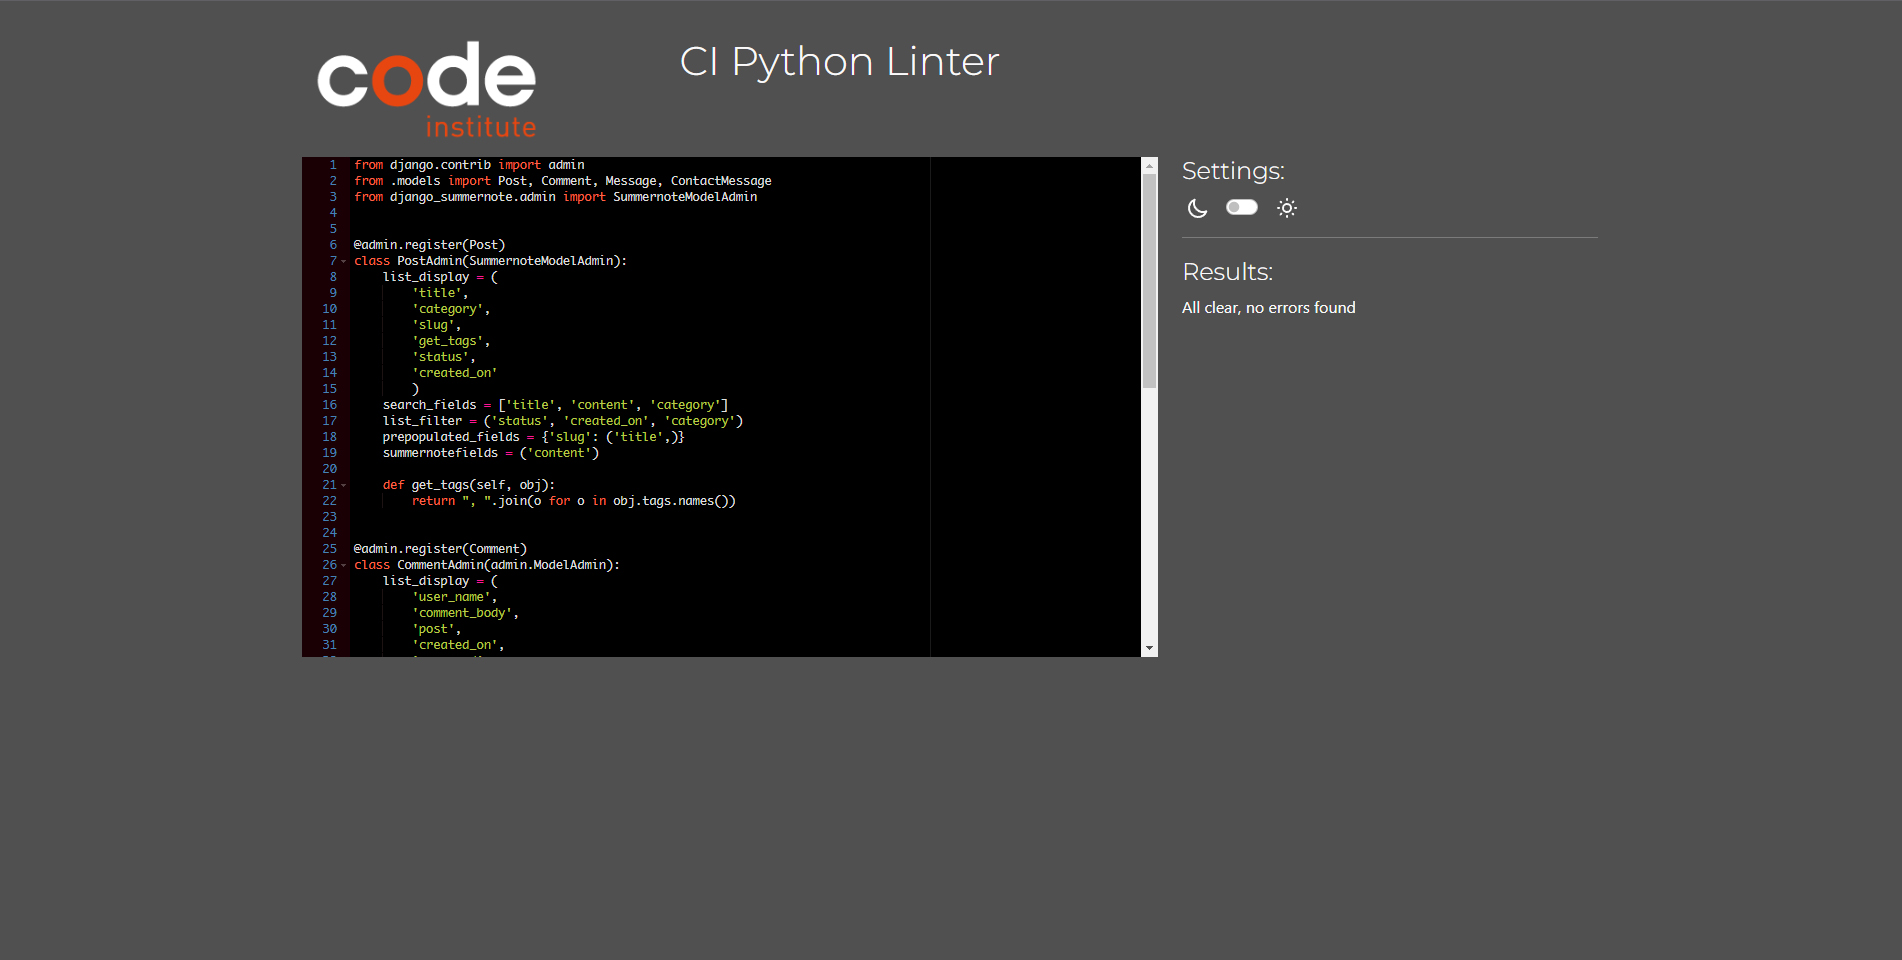 code
institute
CI Python Linter
1 from django.contrib import admin
2 from .models import Post, Comment, Message, ContactMessage
3 from django_summernote.admin import SummernoteModelAdmin
4
5
6 @admin.register(Post)
7 class PostAdmin(SummernoteModelAdmin):
8     list_display = (
9         'title',
10         'category',
11         'slug',
12         'get_tags',
13         'status',
14         'created_on'
15         )
16     search_fields = ['title', 'content', 'category']
17     list_filter = ('status', 'created_on', 'category')
18     prepopulated_fields = {'slug': ('title',)}
19     summernotefields = ('content')
20
21     def get_tags(self, obj):
22         return ", ".join(o for o in obj.tags.names())
23
24
25 @admin.register(Comment)
26 class CommentAdmin(admin.ModelAdmin):
27     list_display = (
28         'user_name',
29         'comment_body',
30         'post',
31         'created_on',
Settings:
Results:
All clear, no errors found